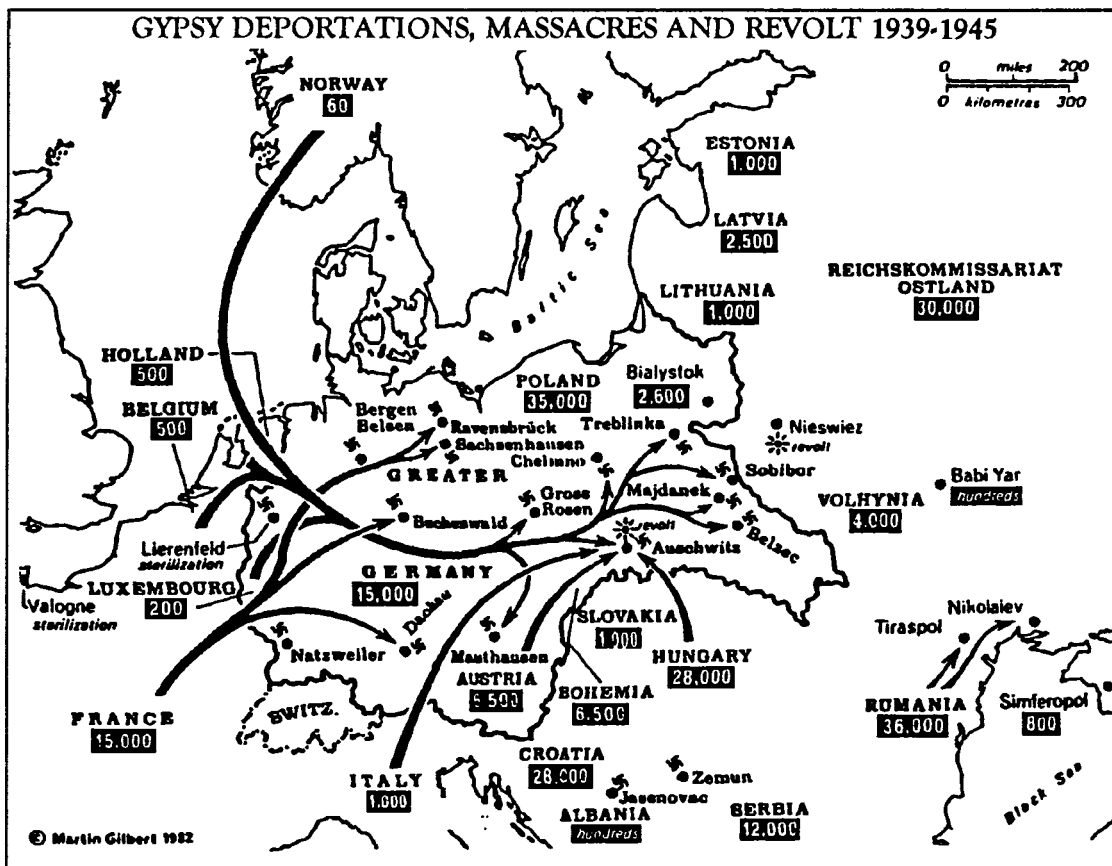 GYPSY DEPORTATIONS, MASSACRES AND REVOLT 1939-1945
0 miles 200
0 kilometres 300
NORWAY
60
ESTONIA
1.000
LATVIA
2.500
REICHSKOMMISSARIAT
OSTLAND
30,000
LITHUANIA
1,000
Baltic Sea
HOLLAND
500
BELGIUM
500
POLAND
35,000
Bialystok
2.600
Bergen
Belsen
Ravensbrück
Sachsenhausen
Treblinka
Nieswiez
revolt
Chelmno
Sobibor
GREATER
GERMANY
15,000
Gross
Rosen
Majdanek
Babi Yar
hundreds
VOLHYNIA
4.000
Buchenwald
revolt
Auschwitz
Belzec
Lierenfeld
sterilization
LUXEMBOURG
200
Valogne
sterilization
Dachau
SLOVAKIA
Nikolaiev
Tiraspol
Natzweiler
Mauthausen
HUNGARY
28,000
AUSTRIA
6.500
BOHEMIA
6.500
RUMANIA
36.000
Simferopol
800
FRANCE
15.000
SWITZ.
CROATIA
28.000
ITALY
1.000
Zemun
Jasenovac
ALBANIA
hundreds
SERBIA
12.000
Black Sea
© Martin Gilbert 1982